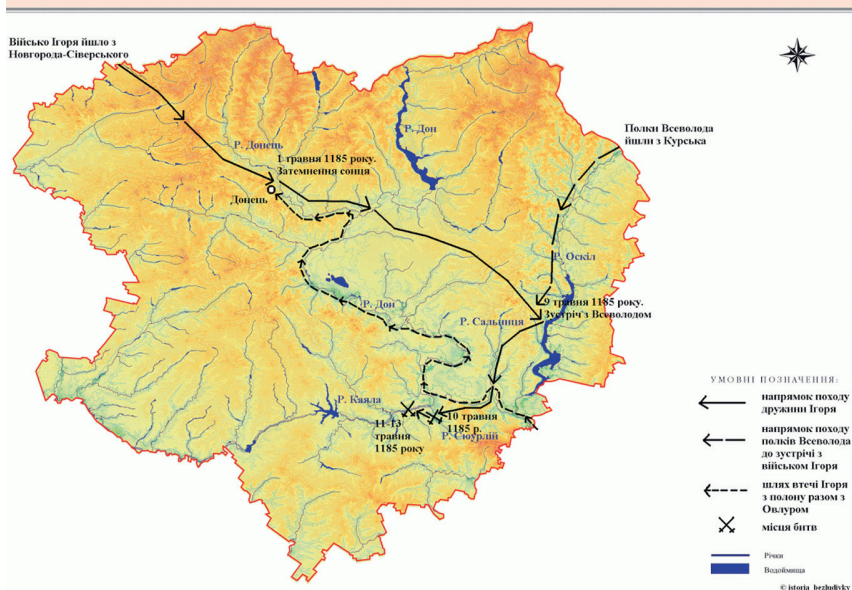 Військо Ігоря йшло з
Новгорода-Сіверського
Р. Дон
Полки Всеволода
йшли з Курська
Р. Донець
1 травня 1185 року.
Затемнення сонця
Донець
Р. Оскіл
9 травня 1185 року.
Зустріч з Всеволодом
Р. Дон
Р. Сальниця
Р. Каяла
10 травня
1185 р.
11-13
травня
1185 року
Р. Сюурлій
УМОВНІ ПОЗНАЧЕННЯ:
напрямок походу
дружини Ігоря
напрямок походу
полків Всеволода
до зустрічі з
військом Ігоря
шлях втечі Ігоря
з полону разом з
Овлуром
місця битв
Річки
Водоймища
© istoria_bezludivky